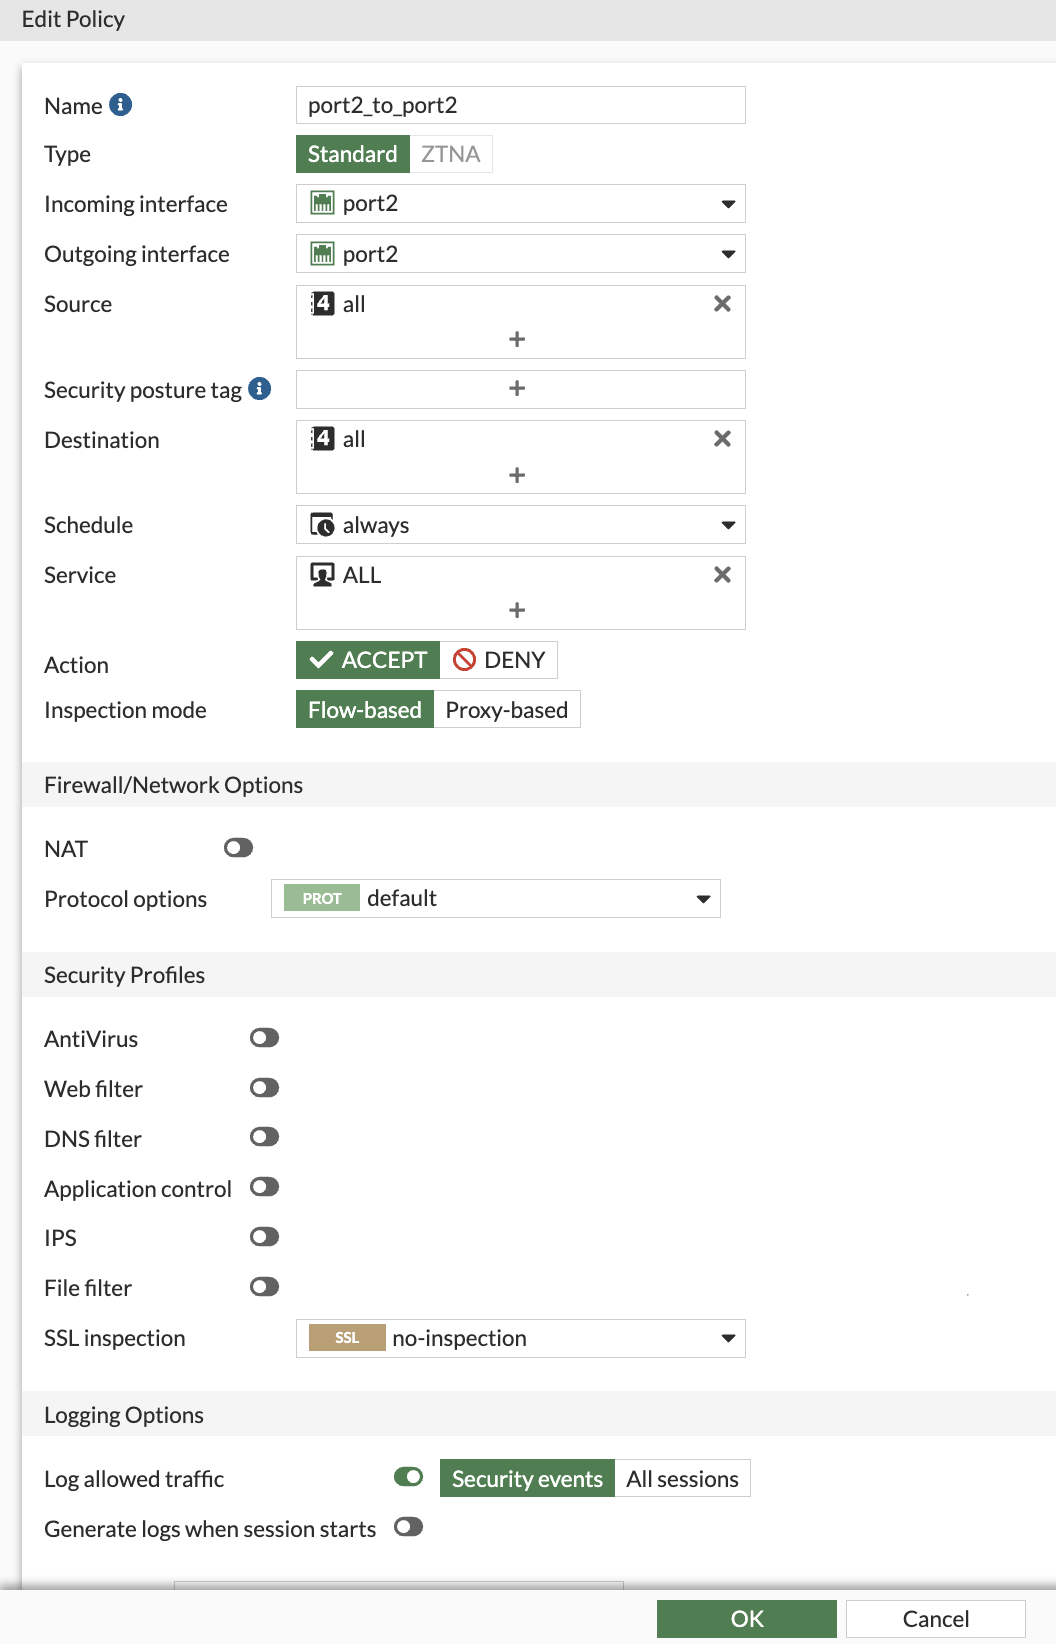 Edit Policy
Name port2_to_port2
Type Standard ZTNA
Incoming interface port2
Outgoing interface port2
Source 4 all
Security posture tag
Destination 4 all
Schedule always
Service ALL
Action ACCEPT DENY
Inspection mode Flow-based Proxy-based
Firewall/Network Options
NAT
Protocol options PROT default
Security Profiles
AntiVirus
Web filter
DNS filter
Application control
IPS
File filter
SSL inspection SSL no-inspection
Logging Options
Log allowed traffic Security events All sessions
Generate logs when session starts
OK Cancel